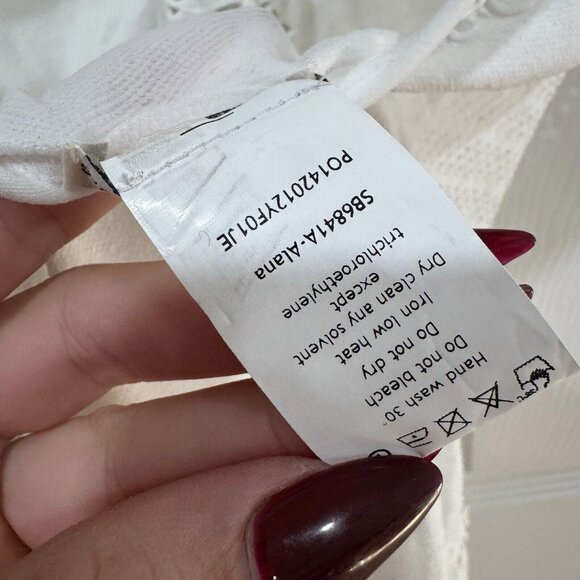 Hand wash 30°
Do not bleach
Do not dry
Iron low heat
Dry clean any solvent
except
trichloroethylene
SB6841A-Alana
PO142012YF01JE